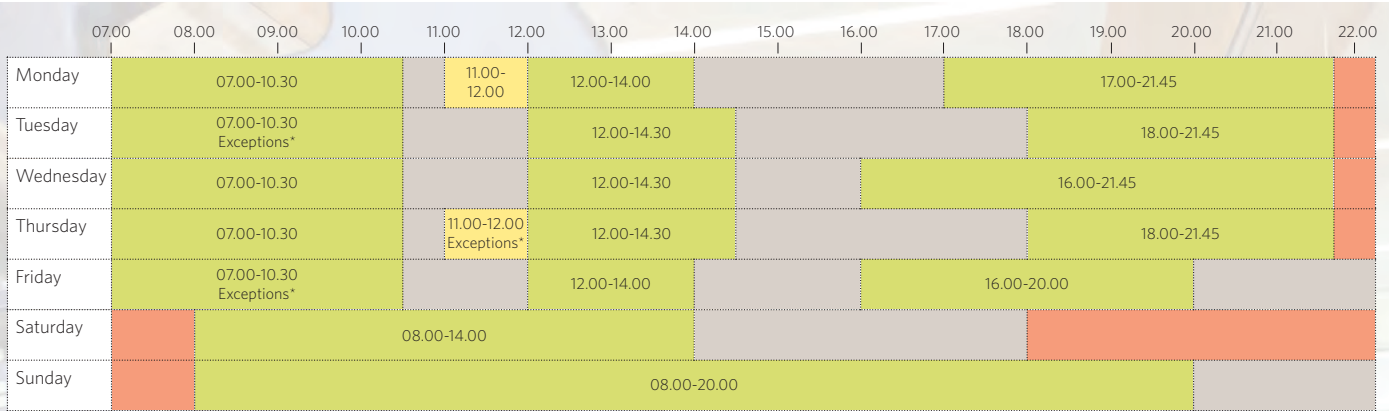 07.00 08.00 09.00 10.00 11.00 12.00 13.00 14.00 15.00 16.00 17.00 18.00 19.00 20.00 21.00 22.00
Monday
07.00-10.30
11.00-
12.00
12.00-14.00
17.00-21.45
Tuesday
07.00-10.30
Exceptions*
12.00-14.30
18.00-21.45
Wednesday
07.00-10.30
12.00-14.30
16.00-21.45
Thursday
07.00-10.30
11.00-12.00
Exceptions*
12.00-14.30
18.00-21.45
Friday
07.00-10.30
Exceptions*
12.00-14.00
16.00-20.00
Saturday
08.00-14.00
Sunday
08.00-20.00